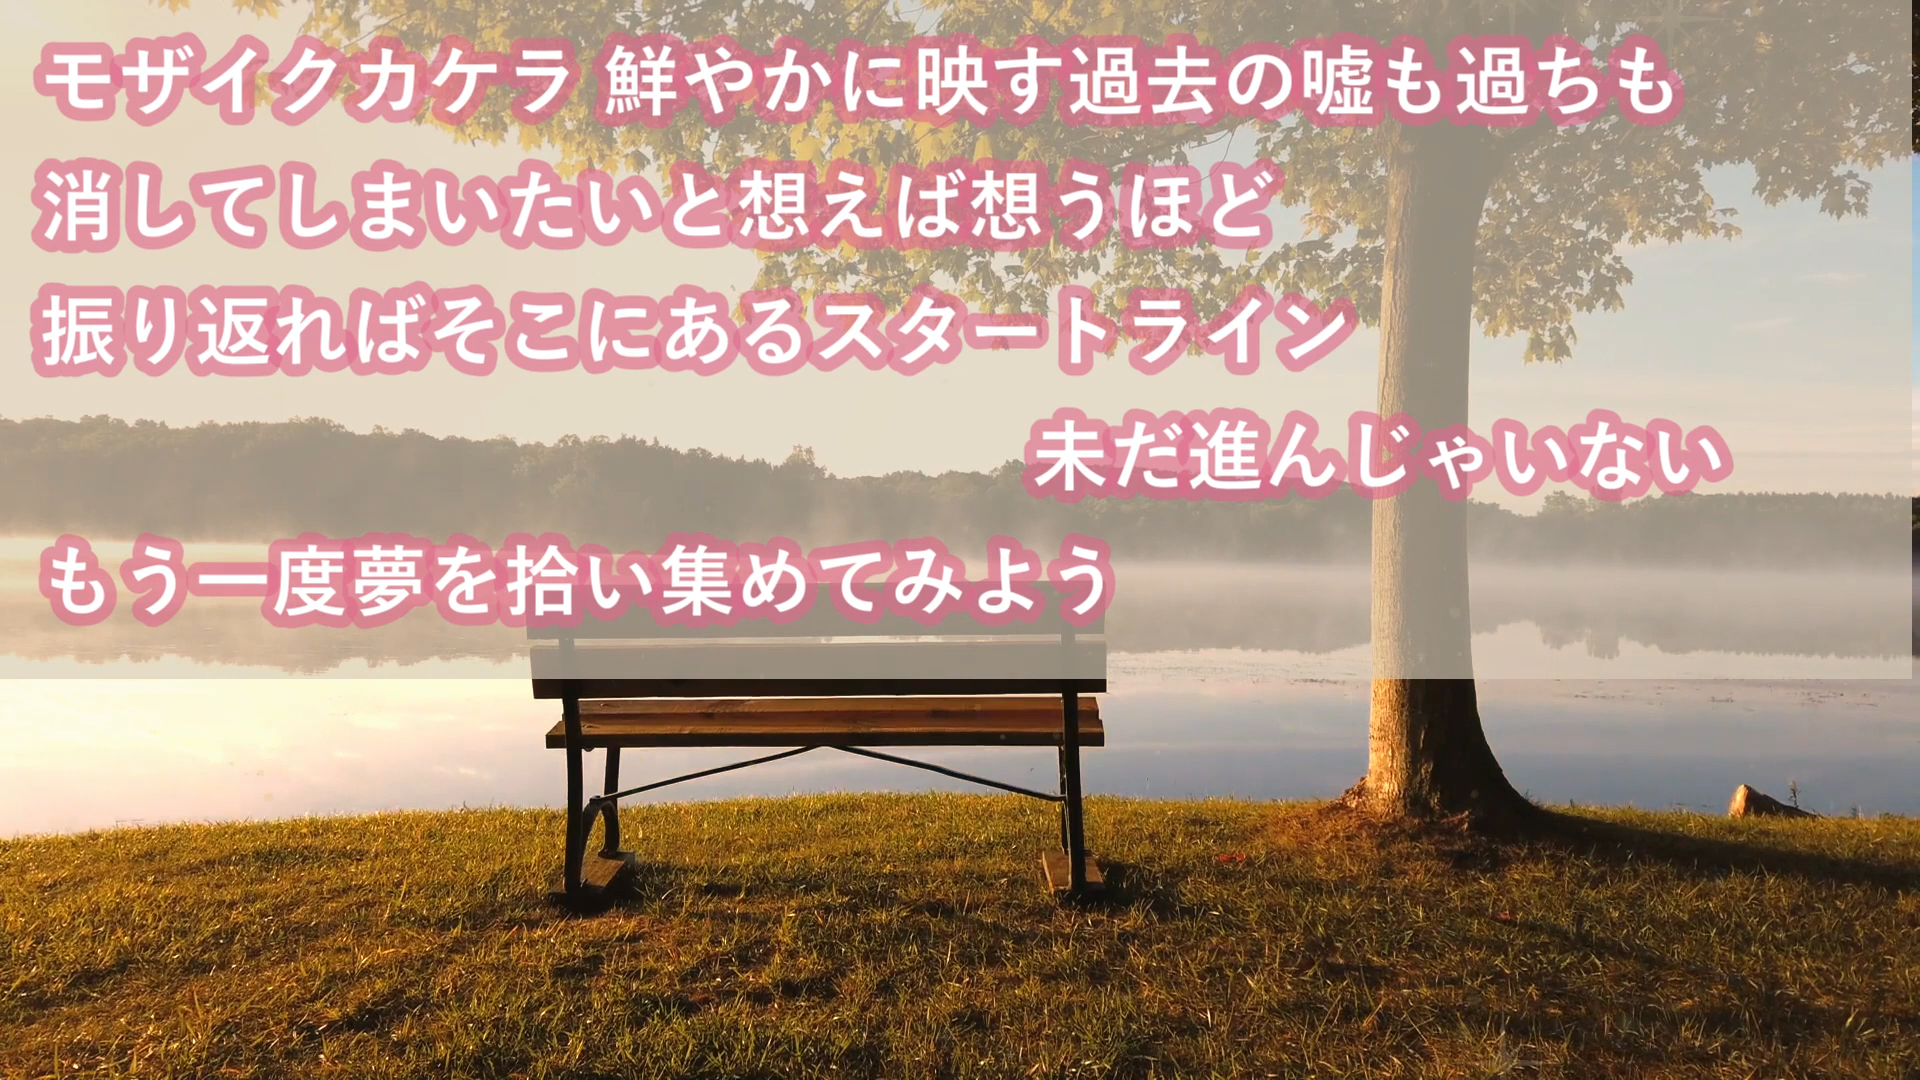 モザイクカケラ 鮮やかに映す過去の嘘も過ちも
消してしまいたいと想えば想うほど
振り返ればそこにあるスタートライン
未だ進んじゃいない
もう一度夢を拾い集めてみよう